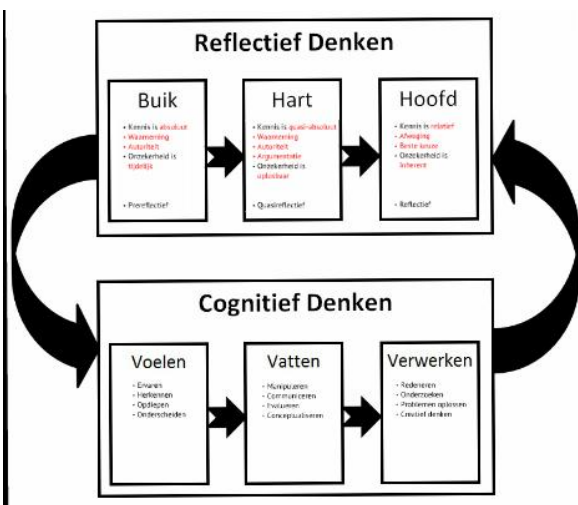 Reflectief Denken
Buik
• Kennis is absoluut
• Waarneming
• Autoriteit
• Onzekerheid is
tijdelijk
• Prereflectief
Hart
• Kennis is quasi-absoluut
• Waarneming
• Autoriteit
• Argumentatie
• Onzekerheid is
oplosbaar
• Quasireflectief
Hoofd
• Kennis is relatief
• Afweging
• Beste keuze
• Onzekerheid is
inherent
• Reflectief
Cognitief Denken
Voelen
• Ervaren
• Herkennen
• Opdiepen
• Onderscheiden
Vatten
• Manipuleren
• Communiceren
• Evalueren
• Conceptualiseren
Verwerken
• Redeneren
• Onderzoeken
• Problemen oplossen
• Creatief denken